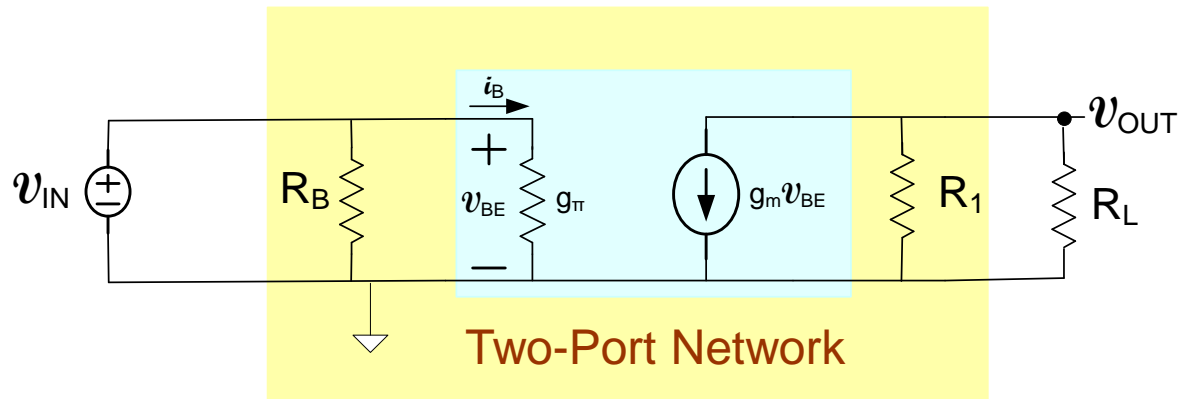 i_B
v_IN
R_B
+
v_BE
−
g_π
g_m v_BE
R_1
R_L
v_OUT
+
−
Two-Port Network